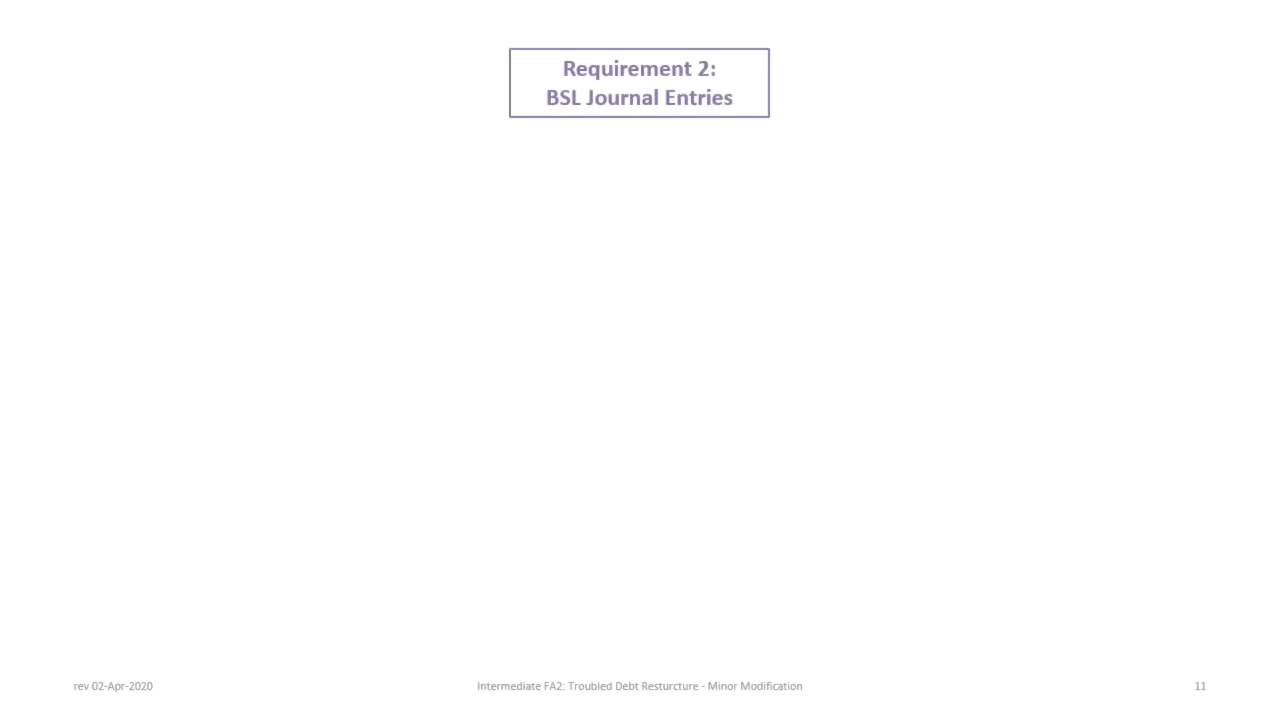 Requirement 2:
BSL Journal Entries
rev 02-Apr-2020
Intermediate FA2: Troubled Debt Resturcture - Minor Modification
11